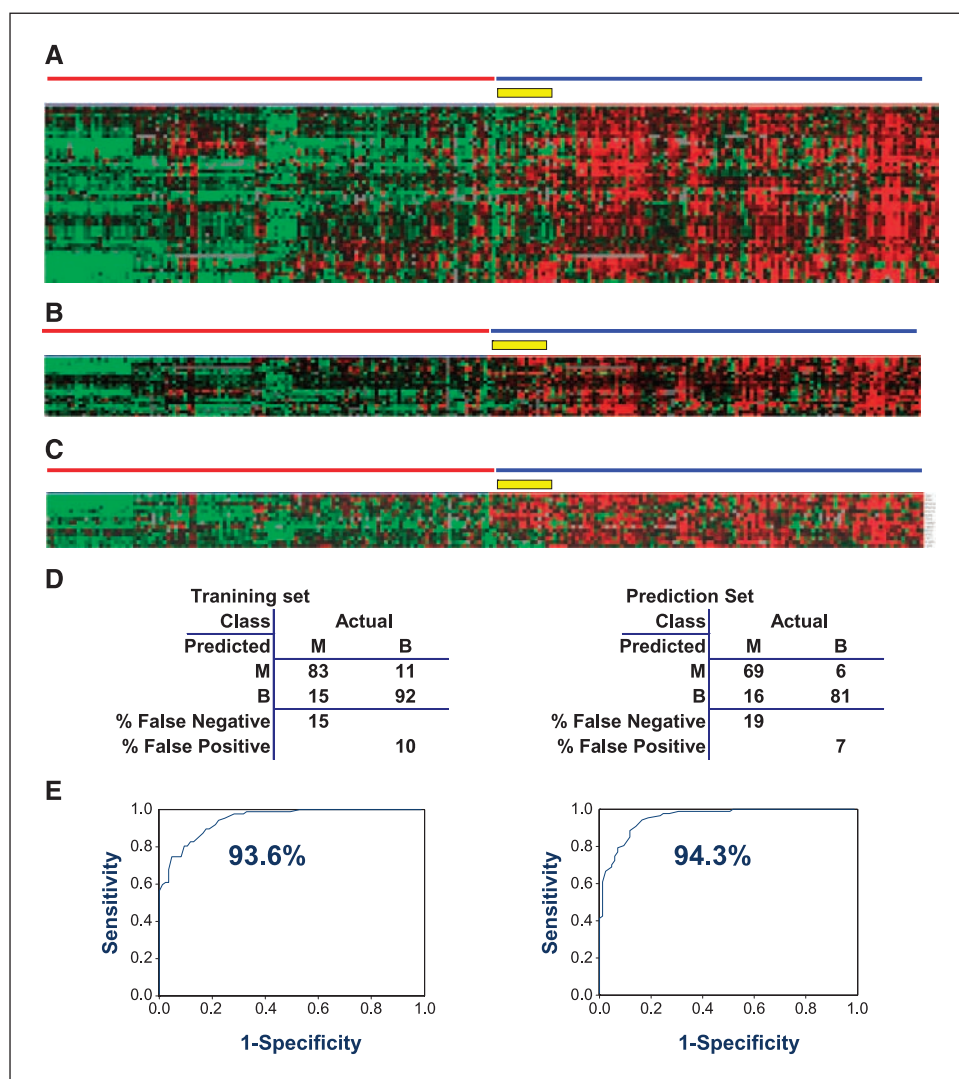 A
B
C
D
Tranining set
Class Actual
Predicted M B
M 83 11
B 15 92
% False Negative 15
% False Positive 10
Prediction Set
Class Actual
Predicted M B
M 69 6
B 16 81
% False Negative 19
% False Positive 7
E
Sensitivity
1.0
0.8
0.6
0.4
0.2
0.0
93.6%
0.0 0.2 0.4 0.6 0.8 1.0
1-Specificity
Sensitivity
1.0
0.8
0.6
0.4
0.2
0.0
94.3%
0.0 0.2 0.4 0.6 0.8 1.0
1-Specificity